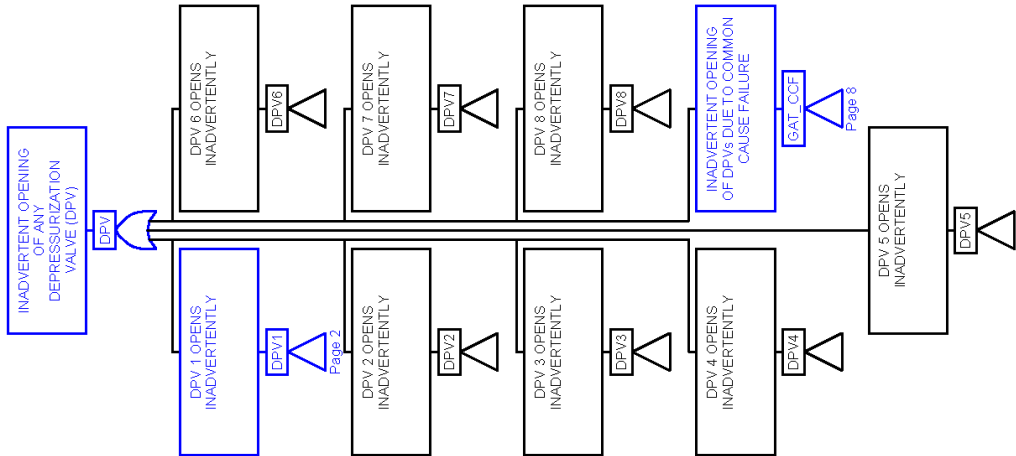 INADVERTENT OPENING
OF ANY
DEPRESSURIZATION
VALVE (DPV)
DPV
DPV 1 OPENS
INADVERTENTLY
DPV1
Page 2
DPV 6 OPENS
INADVERTENTLY
DPV6
DPV 2 OPENS
INADVERTENTLY
DPV2
DPV 7 OPENS
INADVERTENTLY
DPV7
DPV 3 OPENS
INADVERTENTLY
DPV3
DPV 8 OPENS
INADVERTENTLY
DPV8
DPV 4 OPENS
INADVERTENTLY
DPV4
INADVERTENT OPENING
OF DPVs DUE TO COMMON
CAUSE FAILURE
GAT_CCF
Page 8
DPV 5 OPENS
INADVERTENTLY
DPV5